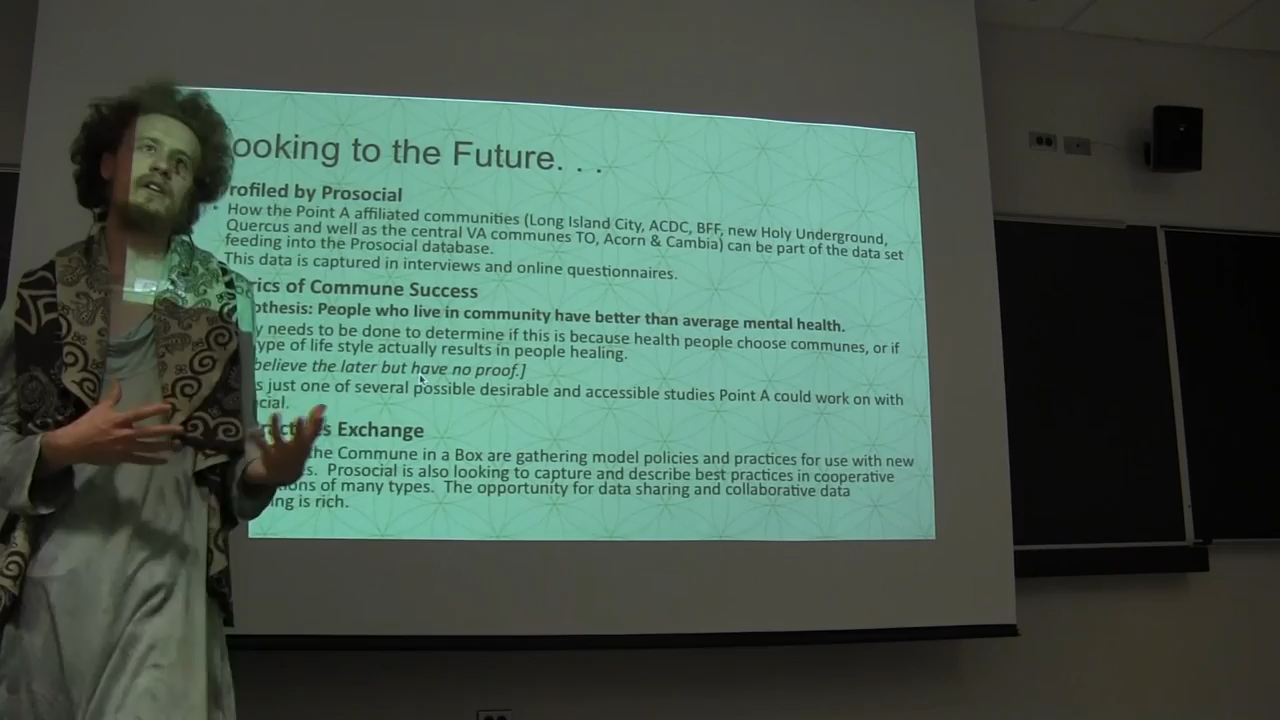 ooking to the Future. . .
rofiled by Prosocial
• How the Point A affiliated communities (Long Island City, ACDC, BFF, new Holy Underground,
Quercus and well as the central VA communes TO, Acorn & Cambia) can be part of the data set
feeding into the Prosocial database.
This data is captured in interviews and online questionnaires.
rics of Commune Success
othesis: People who live in community have better than average mental health.
y needs to be done to determine if this is because health people choose communes, or if
ype of life style actually results in people healing.
believe the later but have no proof.]
s just one of several possible desirable and accessible studies Point A could work on with
cial.
s Exchange
the Commune in a Box are gathering model policies and practices for use with new
s. Prosocial is also looking to capture and describe best practices in cooperative
ons of many types. The opportunity for data sharing and collaborative data
ing is rich.